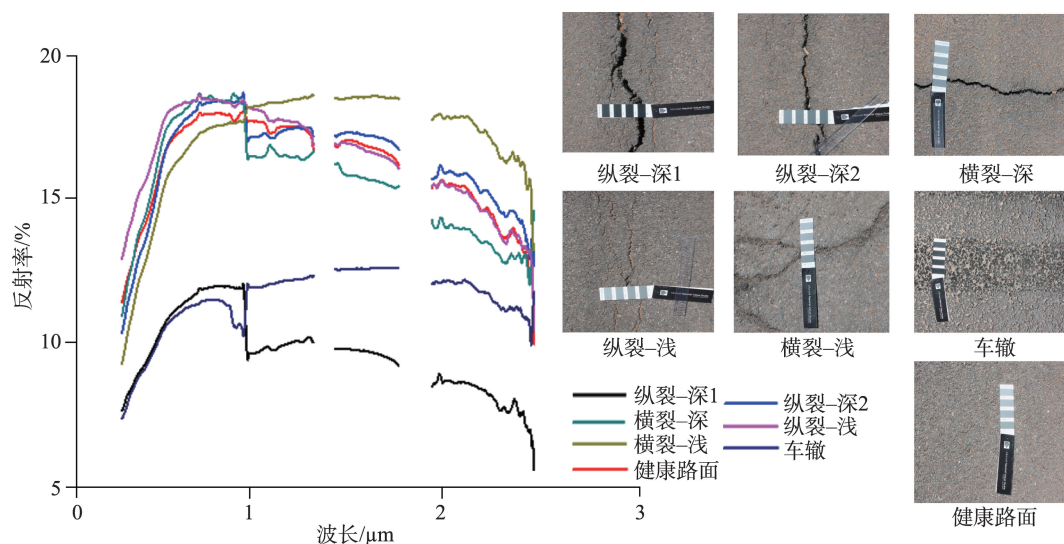 20
15
10
5
0
1
2
3
反射率/%
波长/µm
纵裂–深1
纵裂–深2
横裂–深
纵裂–浅
横裂–浅
车辙
健康路面
纵裂–深1
纵裂–深2
横裂–深
纵裂–浅
横裂–浅
车辙
健康路面